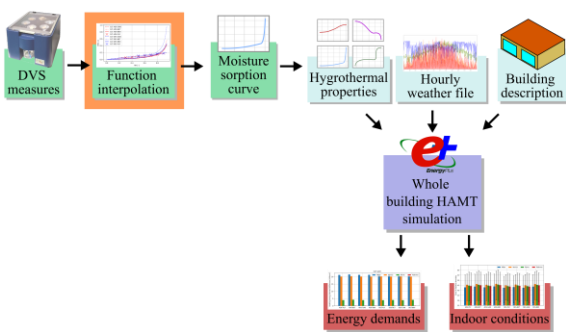 DVS
measures
Function
interpolation
Moisture
sorption
curve
Hygrothermal
properties
Hourly
weather file
Building
description
e+
EnergyPlus
Whole
building HAMT
simulation
Energy demands
Indoor conditions